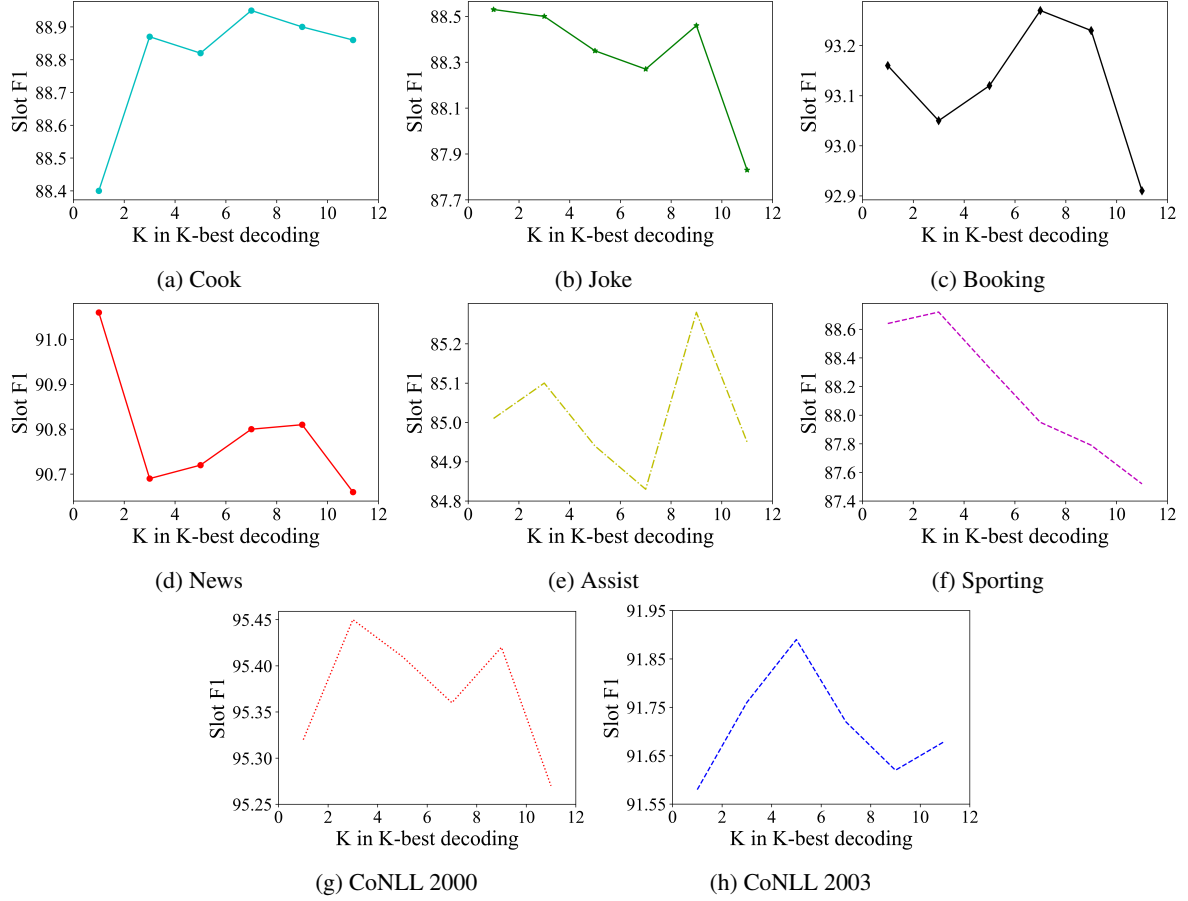 88.9
88.8
88.7
88.6
88.5
88.4
Slot F1
0 2 4 6 8 10 12
K in K-best decoding
(a) Cook
88.5
88.3
88.1
87.9
87.7
Slot F1
0 2 4 6 8 10 12
K in K-best decoding
(b) Joke
93.2
93.1
93.0
92.9
Slot F1
0 2 4 6 8 10 12
K in K-best decoding
(c) Booking
91.0
90.9
90.8
90.7
Slot F1
0 2 4 6 8 10 12
K in K-best decoding
(d) News
85.2
85.1
85.0
84.9
84.8
Slot F1
0 2 4 6 8 10 12
K in K-best decoding
(e) Assist
88.6
88.4
88.2
88.0
87.8
87.6
87.4
Slot F1
0 2 4 6 8 10 12
K in K-best decoding
(f) Sporting
95.45
95.40
95.35
95.30
95.25
Slot F1
0 2 4 6 8 10 12
K in K-best decoding
(g) CoNLL 2000
91.95
91.85
91.75
91.65
91.55
Slot F1
0 2 4 6 8 10 12
K in K-best decoding
(h) CoNLL 2003